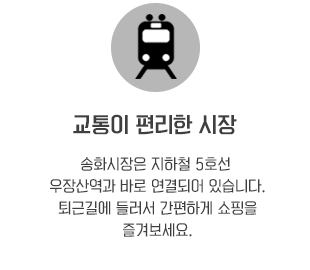 교통이 편리한 시장
송화시장은 지하철 5호선
우장산역과 바로 연결되어 있습니다.
퇴근길에 들러서 간편하게 쇼핑을
즐겨보세요.